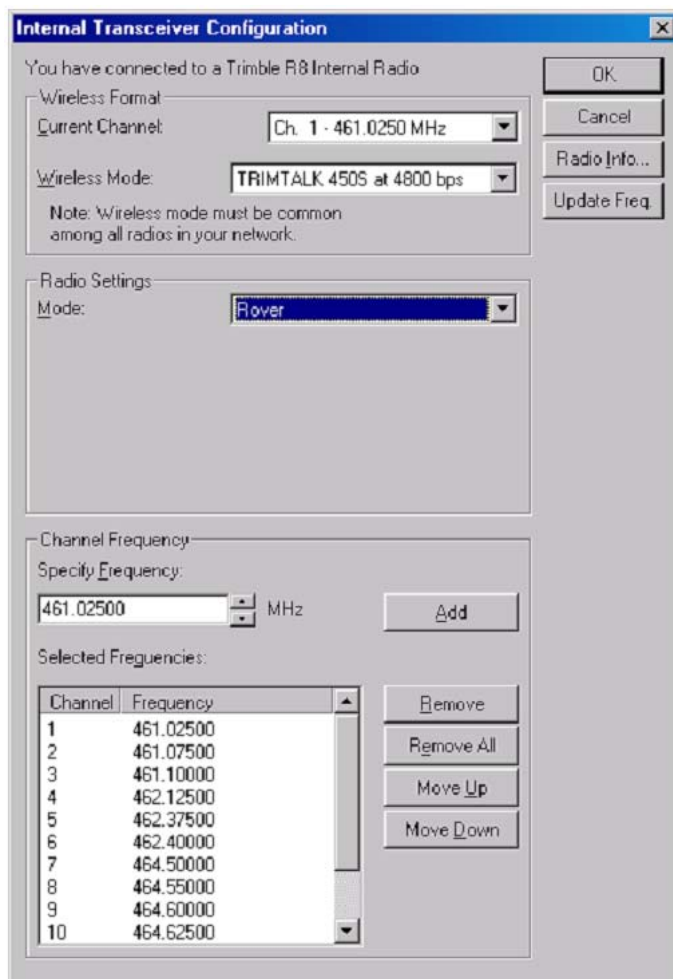 Internal Transceiver Configuration
You have connected to a Trimble R8 Internal Radio
Wireless Format
Current Channel:
Ch. 1 - 461.0250 MHz
Wireless Mode:
TRIMTALK 450S at 4800 bps
Note: Wireless mode must be common
among all radios in your network.
OK
Cancel
Radio Info...
Update Freq.
Radio Settings
Mode:
Rover
Channel Frequency
Specify Frequency:
461.02500
MHz
Add
Selected Frequencies:
Channel Frequency
1 461.02500
2 461.07500
3 461.10000
4 462.12500
5 462.37500
6 462.40000
7 464.50000
8 464.55000
9 464.60000
10 464.62500
Remove
Remove All
Move Up
Move Down